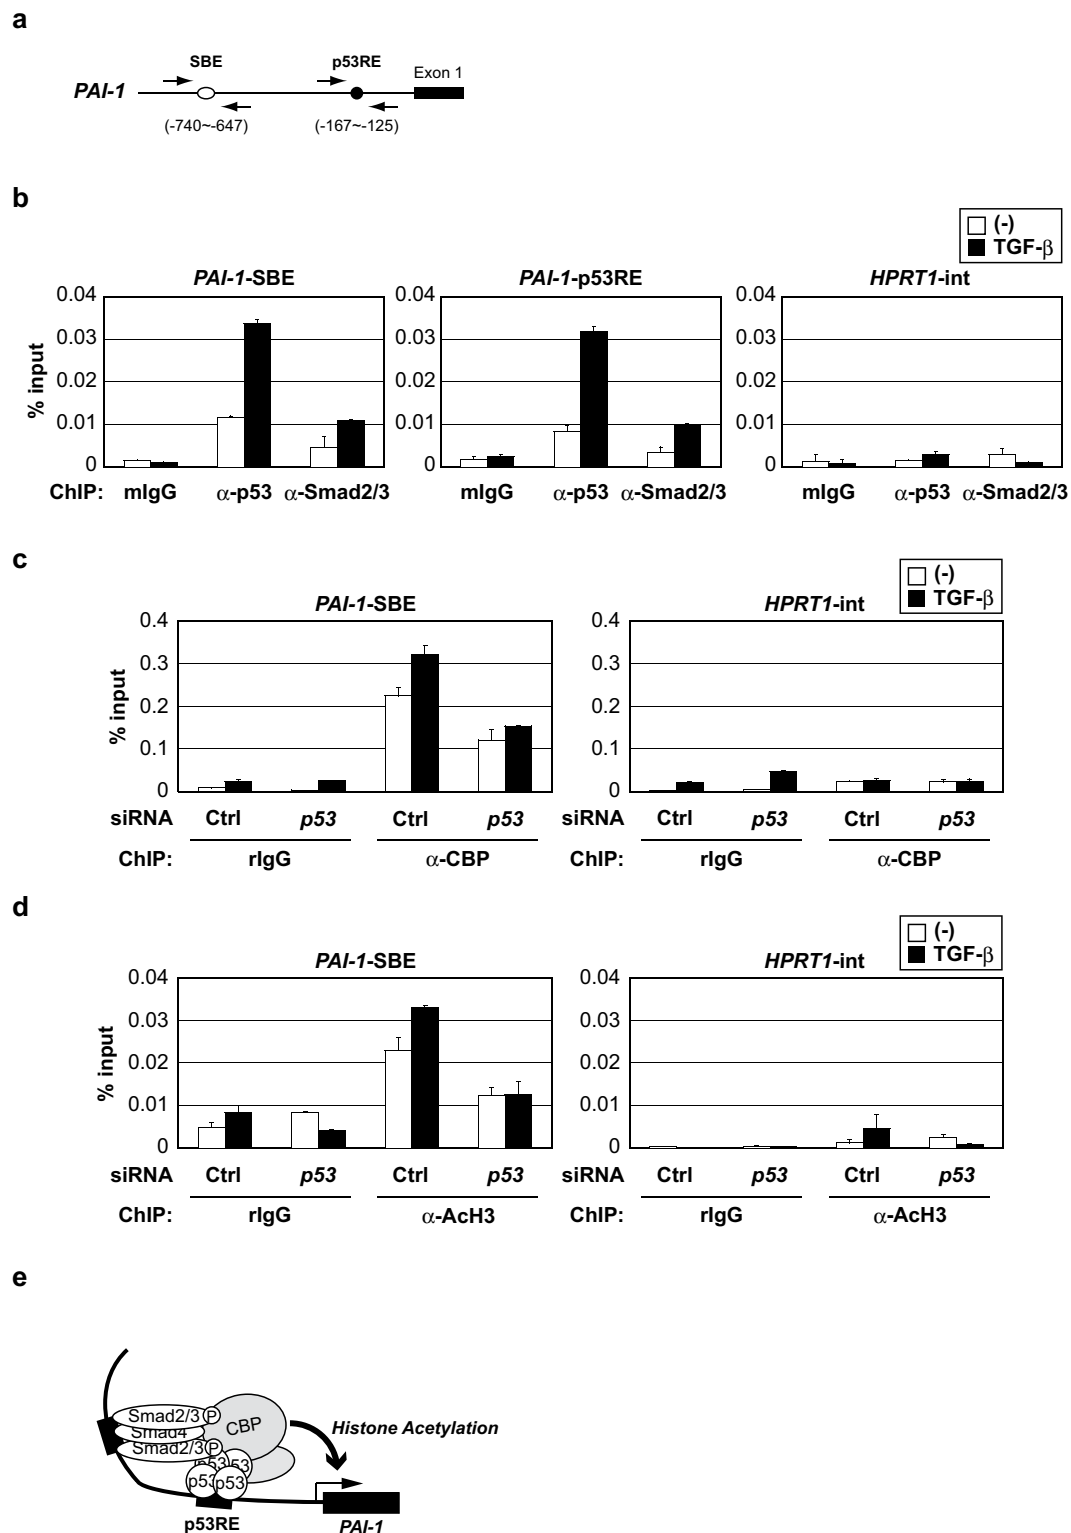 a
SBE p53RE Exon 1
PAI-1
(-740~-647) (-167~-125)
b
(-)
TGF-β
PAI-1-SBE PAI-1-p53RE HPRT1-int
% input
0.04 0.04 0.04
0.03 0.03 0.03
0.02 0.02 0.02
0.01 0.01 0.01
0 0 0
ChIP: mIgG α-p53 α-Smad2/3 mIgG α-p53 α-Smad2/3 mIgG α-p53 α-Smad2/3
c
(-)
TGF-β
PAI-1-SBE HPRT1-int
% input
0.4 0.4
0.3 0.3
0.2 0.2
0.1 0.1
0 0
siRNA Ctrl p53 Ctrl p53 siRNA Ctrl p53 Ctrl p53
ChIP: rIgG α-CBP ChIP: rIgG α-CBP
d
(-)
TGF-β
PAI-1-SBE HPRT1-int
% input
0.04 0.04
0.03 0.03
0.02 0.02
0.01 0.01
0 0
siRNA Ctrl p53 Ctrl p53 siRNA Ctrl p53 Ctrl p53
ChIP: rIgG α-AcH3 ChIP: rIgG α-AcH3
e
Smad2/3 P CBP Histone Acetylation
Smad4
Smad2/3 P
p53 53
p53 p53
p53RE PAI-1